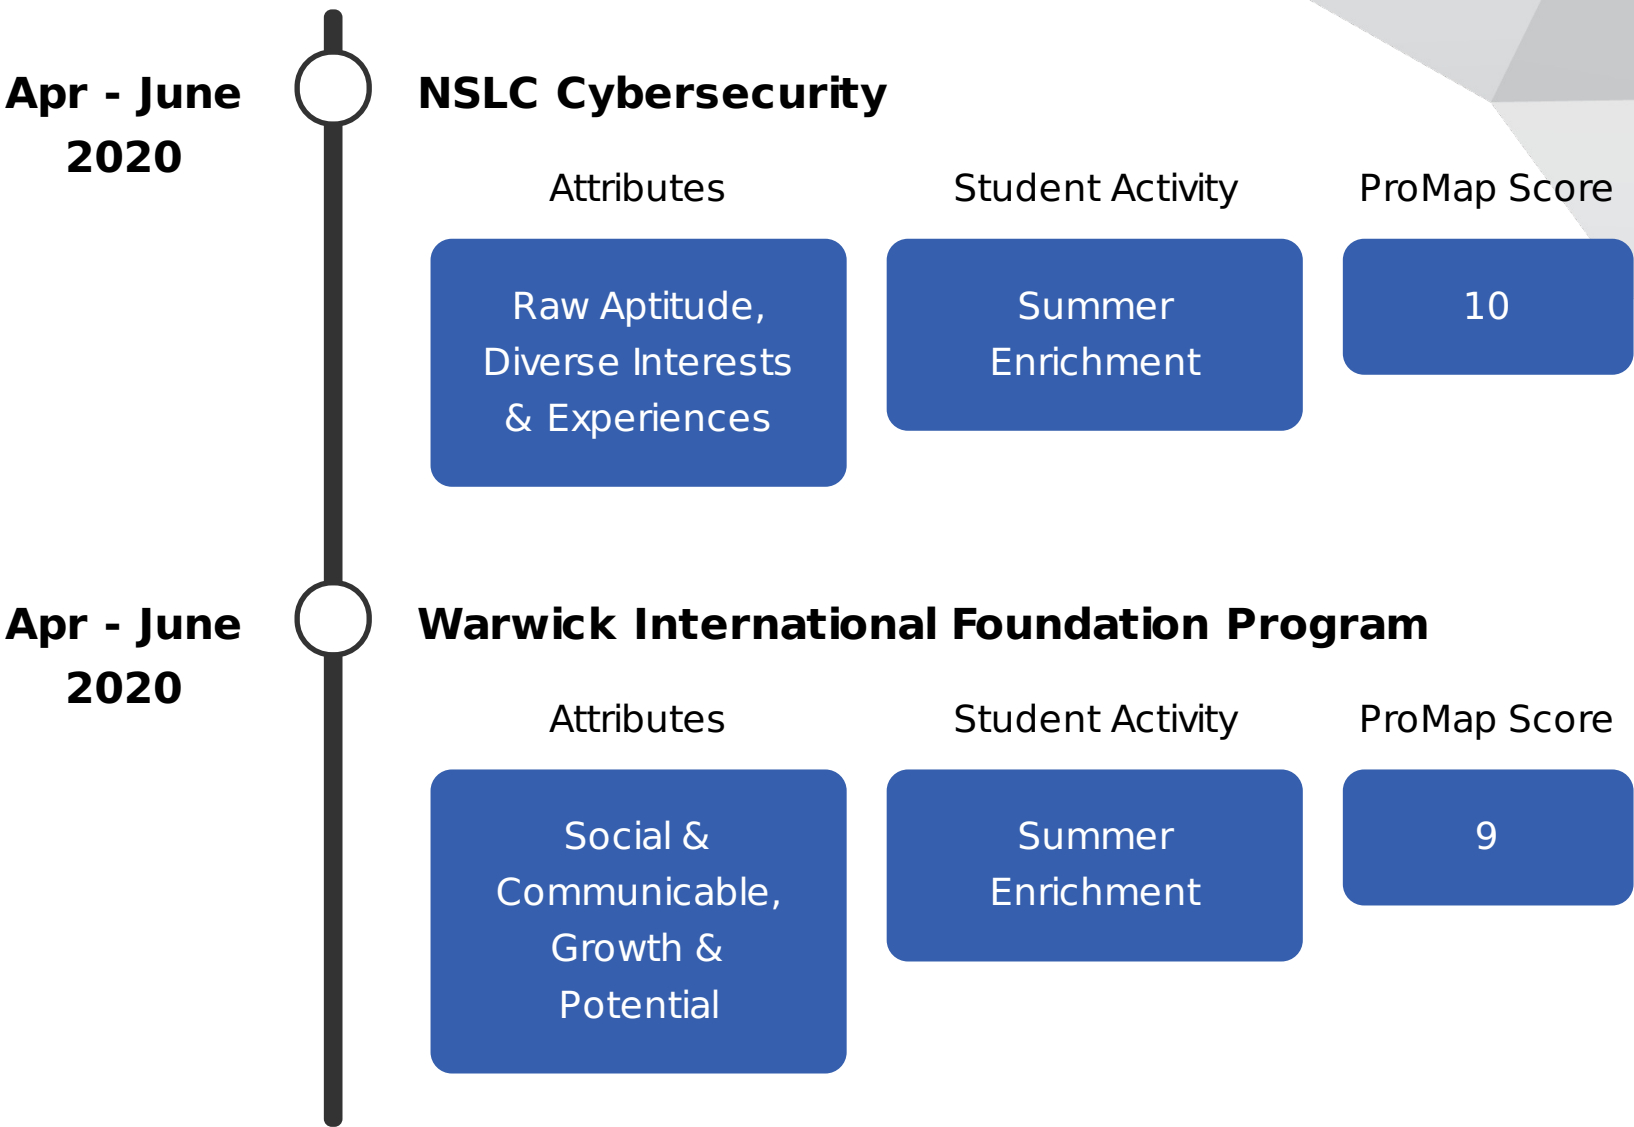 Apr - June
2020
NSLC Cybersecurity
Attributes
Student Activity
ProMap Score
Raw Aptitude,
Diverse Interests
& Experiences
Summer
Enrichment
10
Apr - June
2020
Warwick International Foundation Program
Attributes
Student Activity
ProMap Score
Social &
Communicable,
Growth &
Potential
Summer
Enrichment
9